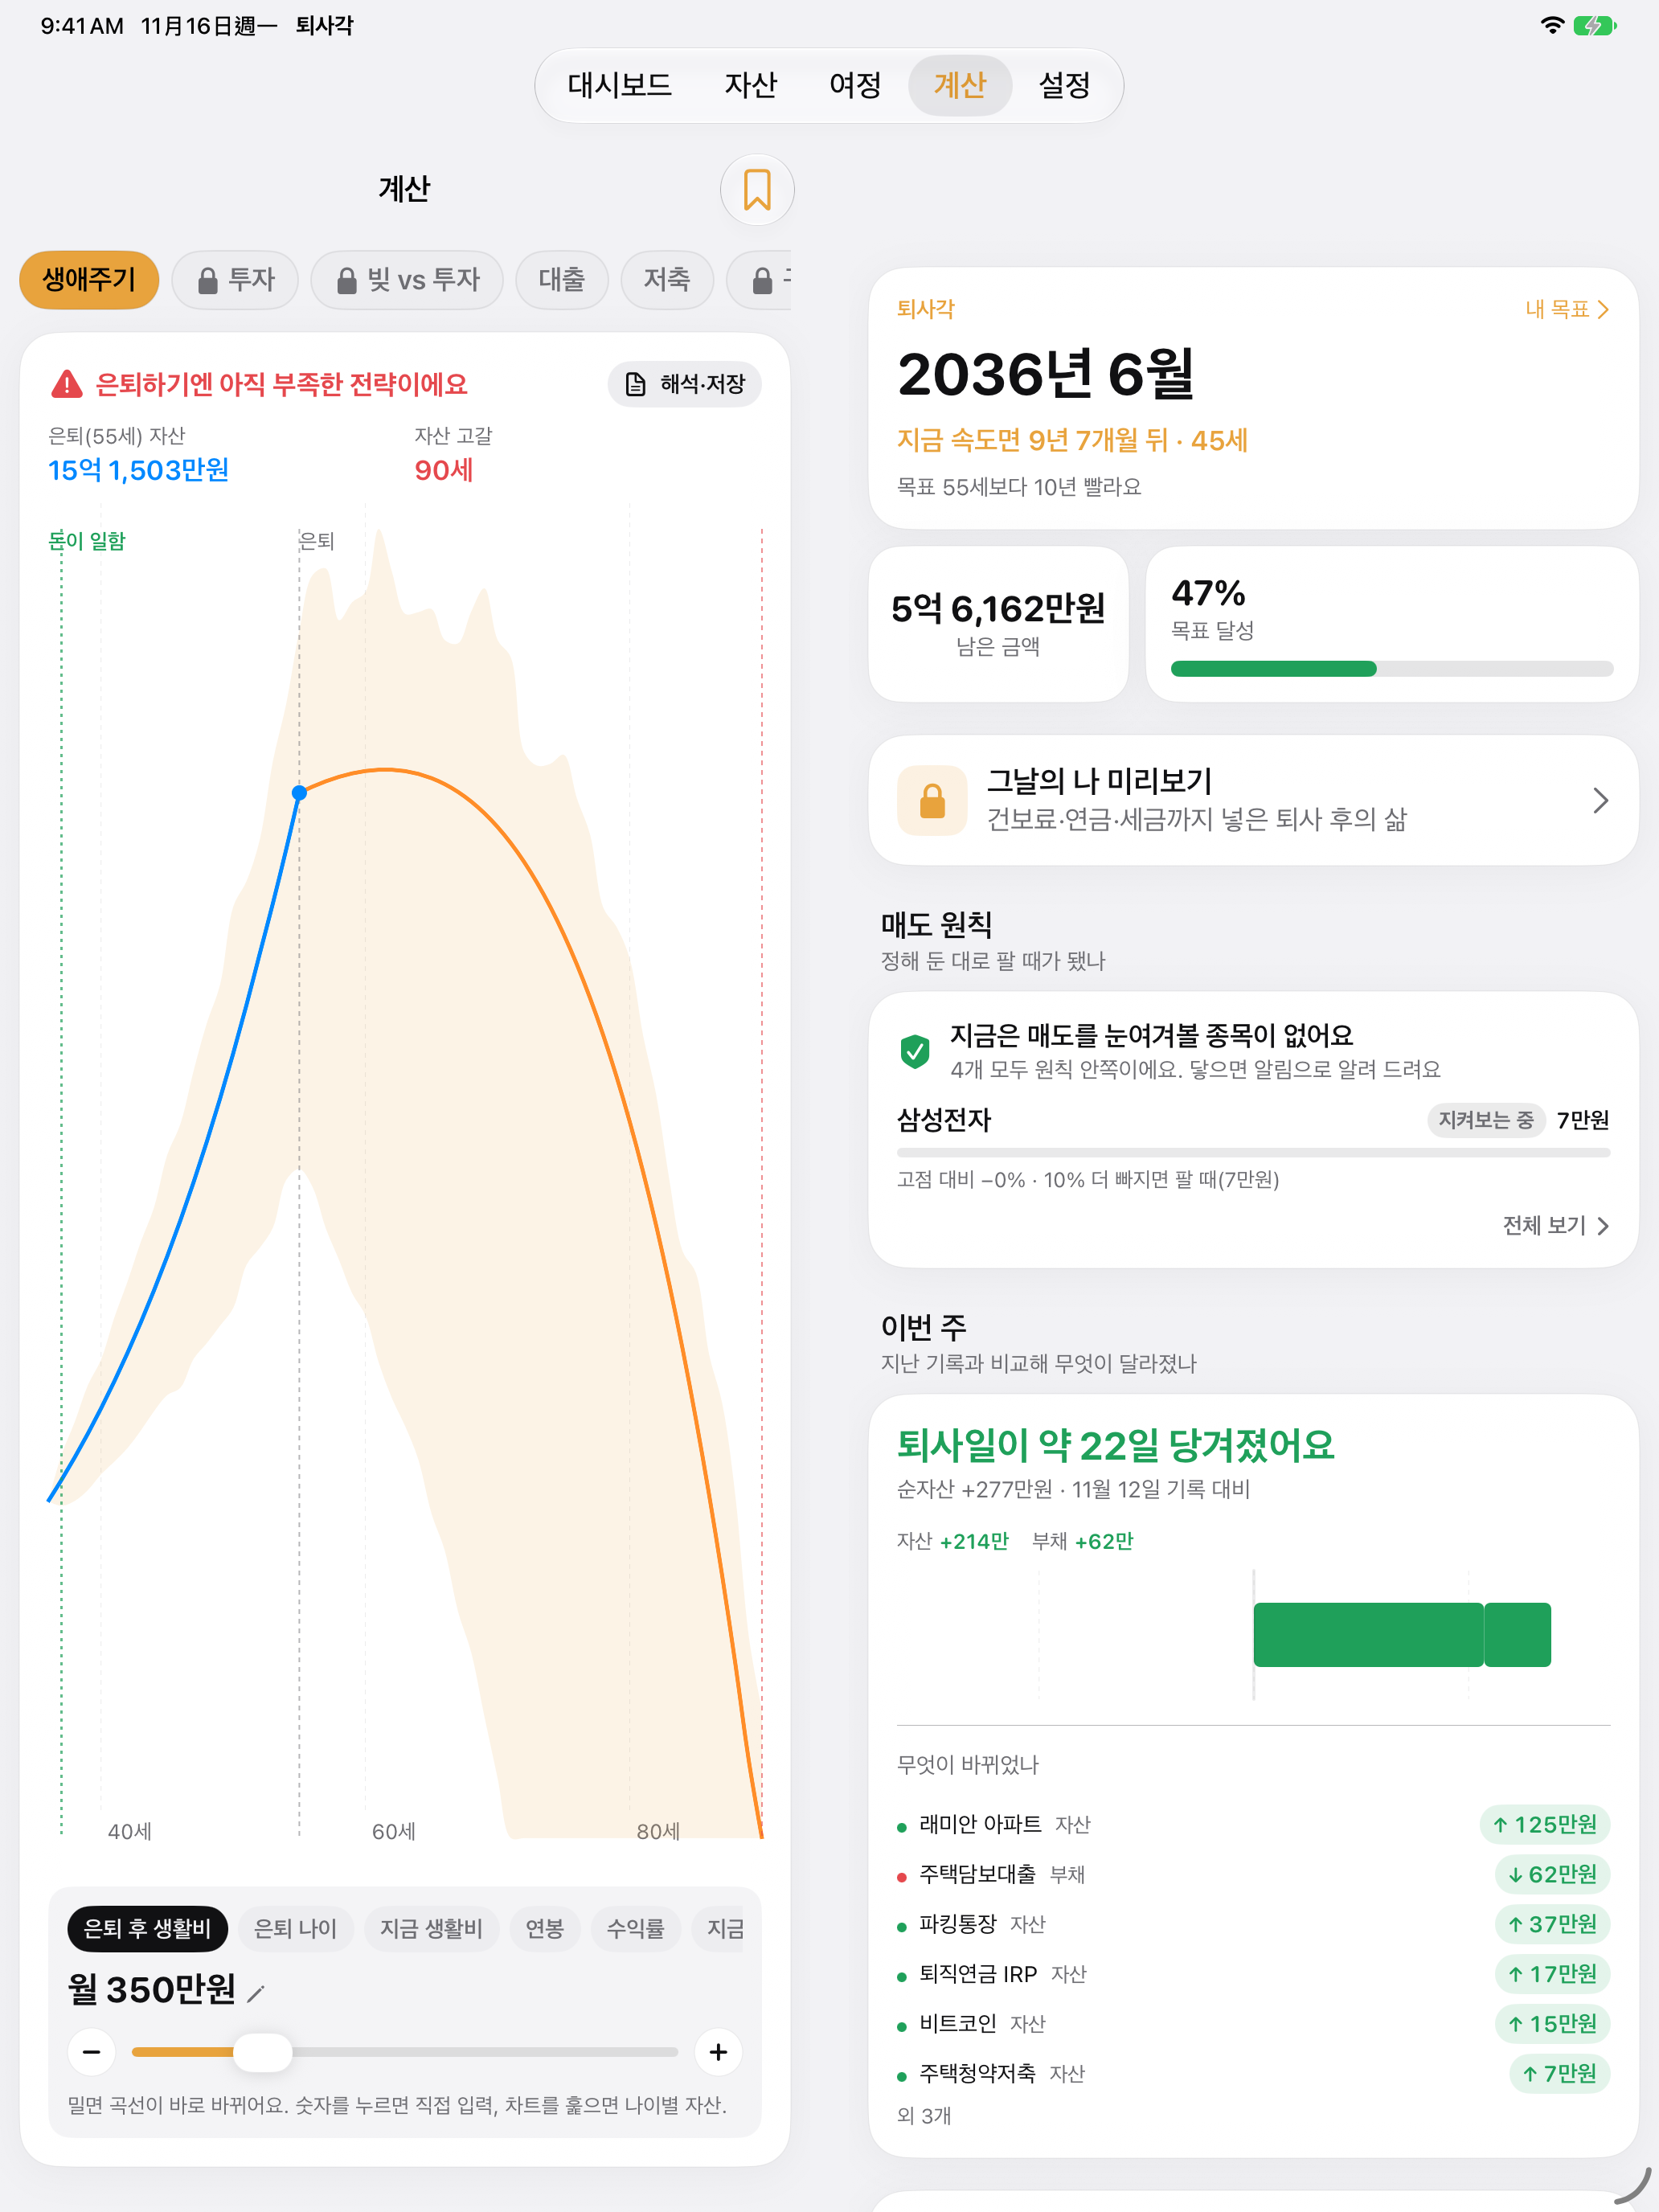 9:41 AM 11月16日週一 퇴사각
대시보드 자산 여정 계산 설정
계산
생애주기 투자 빚 vs 투자 대출 저축
은퇴하기엔 아직 부족한 전략이에요 해석·저장
은퇴(55세) 자산 자산 고갈
15억 1,503만원 90세
돈이 일함 은퇴
40세 60세 80세
은퇴 후 생활비 은퇴 나이 지금 생활비 연봉 수익률 지금
월 350만원
밀면 곡선이 바로 바뀌어요. 숫자를 누르면 직접 입력, 차트를 훑으면 나이별 자산.
퇴사각 내 목표
2036년 6월
지금 속도면 9년 7개월 뒤 · 45세
목표 55세보다 10년 빨라요
5억 6,162만원
남은 금액
47%
목표 달성
그날의 나 미리보기
건보료·연금·세금까지 넣은 퇴사 후의 삶
매도 원칙
정해 둔 대로 팔 때가 됐나
지금은 매도를 눈여겨볼 종목이 없어요
4개 모두 원칙 안쪽이에요. 닿으면 알림으로 알려 드려요
삼성전자 지켜보는 중 7만원
고점 대비 −0% · 10% 더 빠지면 팔 때(7만원)
전체 보기
이번 주
지난 기록과 비교해 무엇이 달라졌나
퇴사일이 약 22일 당겨졌어요
순자산 +277만원 · 11월 12일 기록 대비
자산 +214만 부채 +62만
무엇이 바뀌었나
래미안 아파트 자산 ↑ 125만원
주택담보대출 부채 ↓ 62만원
파킹통장 자산 ↑ 37만원
퇴직연금 IRP 자산 ↑ 17만원
비트코인 자산 ↑ 15만원
주택청약저축 자산 ↑ 7만원
외 3개